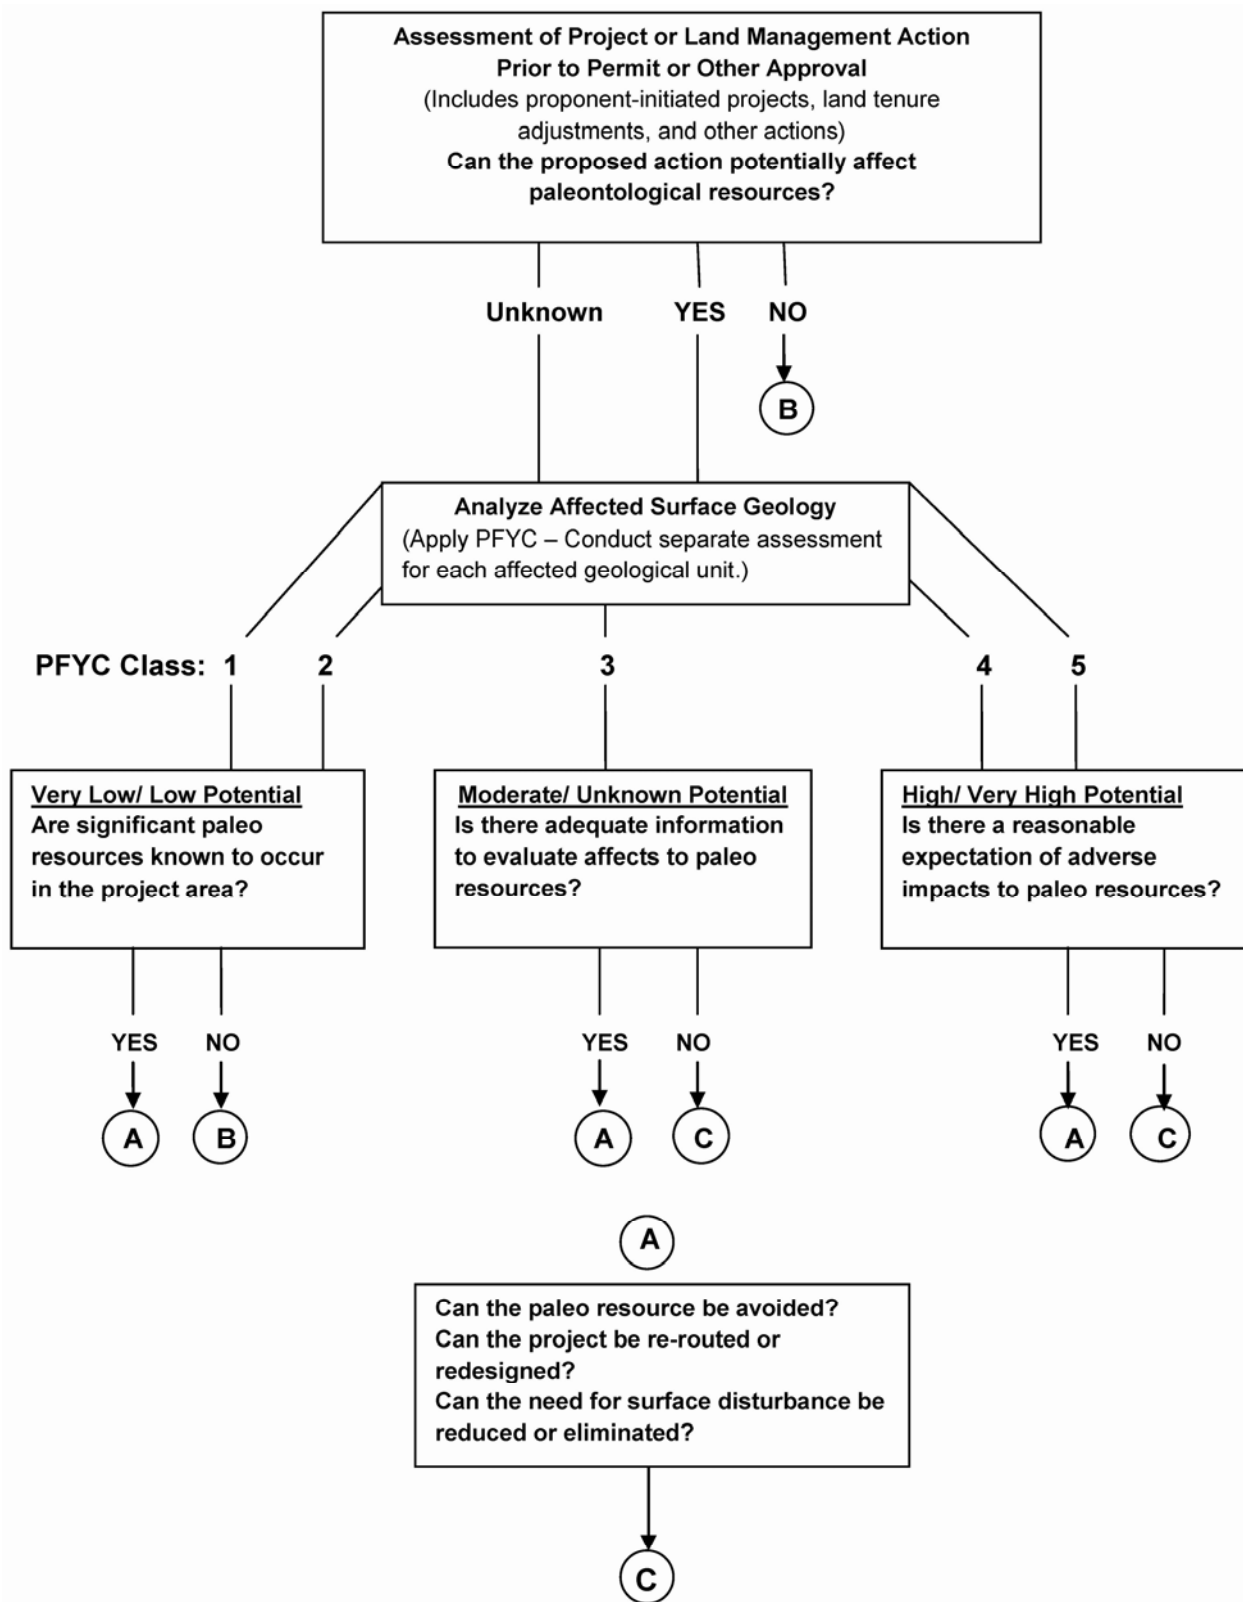 Assessment of Project or Land Management Action
Prior to Permit or Other Approval
(Includes proponent-initiated projects, land tenure
adjustments, and other actions)
Can the proposed action potentially affect
paleontological resources?
Unknown YES NO
B
Analyze Affected Surface Geology
(Apply PFYC – Conduct separate assessment
for each affected geological unit.)
PFYC Class: 1 2 3 4 5
Very Low/ Low Potential
Are significant paleo
resources known to occur
in the project area?
Moderate/ Unknown Potential
Is there adequate information
to evaluate affects to paleo
resources?
High/ Very High Potential
Is there a reasonable
expectation of adverse
impacts to paleo resources?
YES NO YES NO YES NO
A B A C A C
A
Can the paleo resource be avoided?
Can the project be re-routed or
redesigned?
Can the need for surface disturbance be
reduced or eliminated?
C